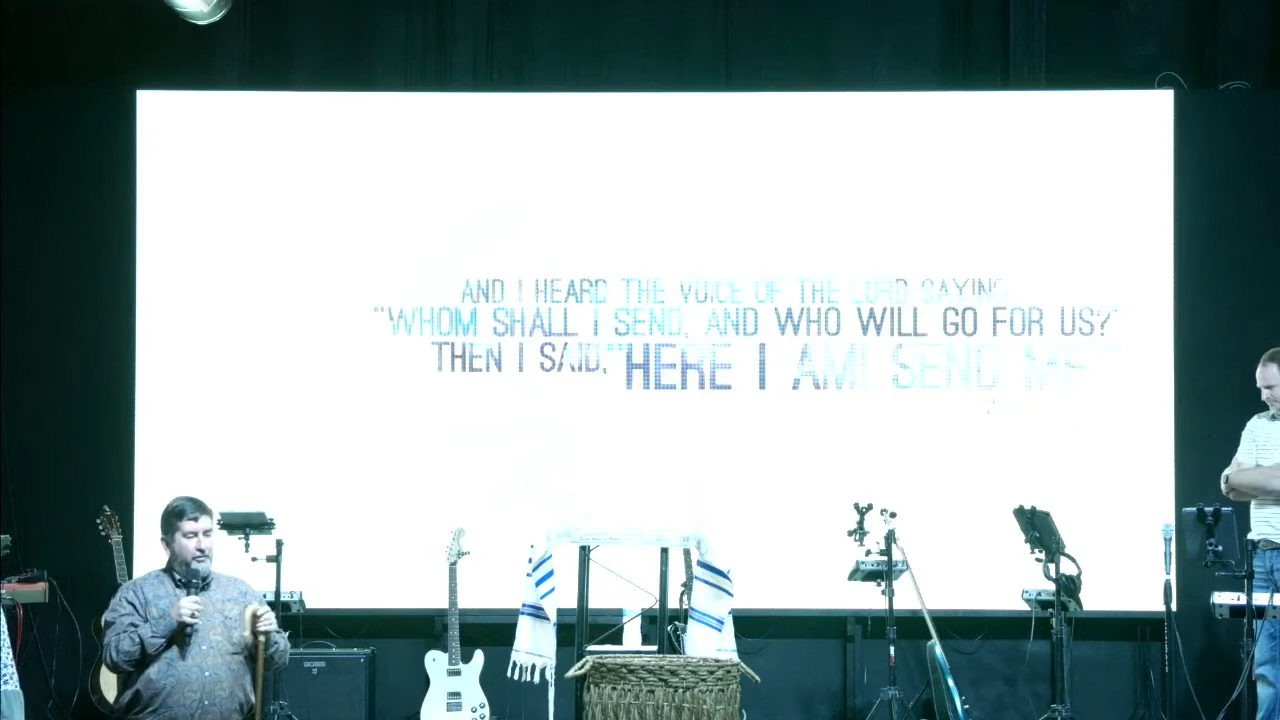 AND I HEARD THE VOICE OF THE LORD SAYING
"WHOM SHALL I SEND, AND WHO WILL GO FOR US?
THEN I SAID, "HERE I AM! SEND ME